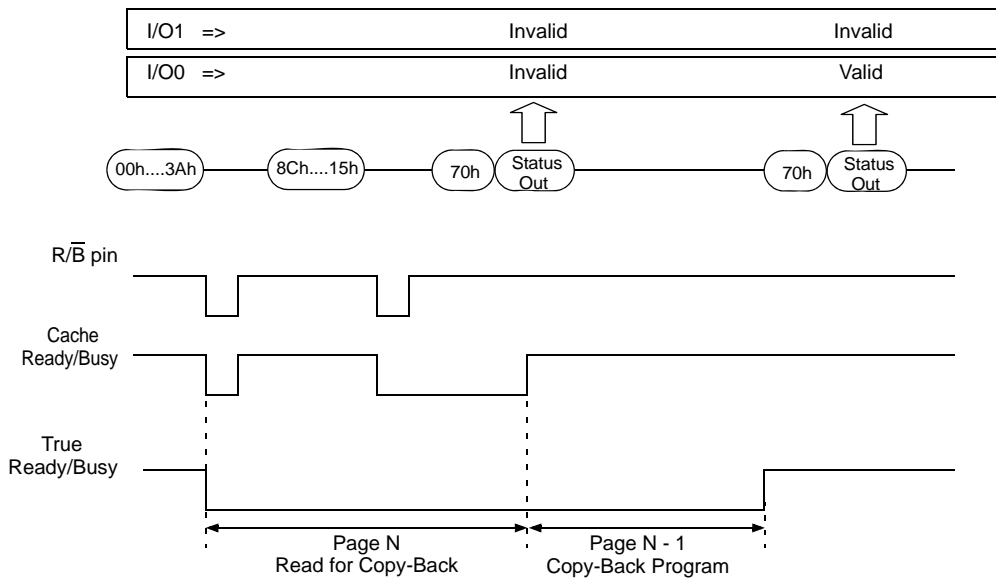 I/O1 => Invalid Invalid
I/O0 => Invalid Valid
00h....3Ah 8Ch....15h 70h Status Out 70h Status Out
R/B̅ pin
Cache
Ready/Busy
True
Ready/Busy
Page N
Read for Copy-Back
Page N - 1
Copy-Back Program